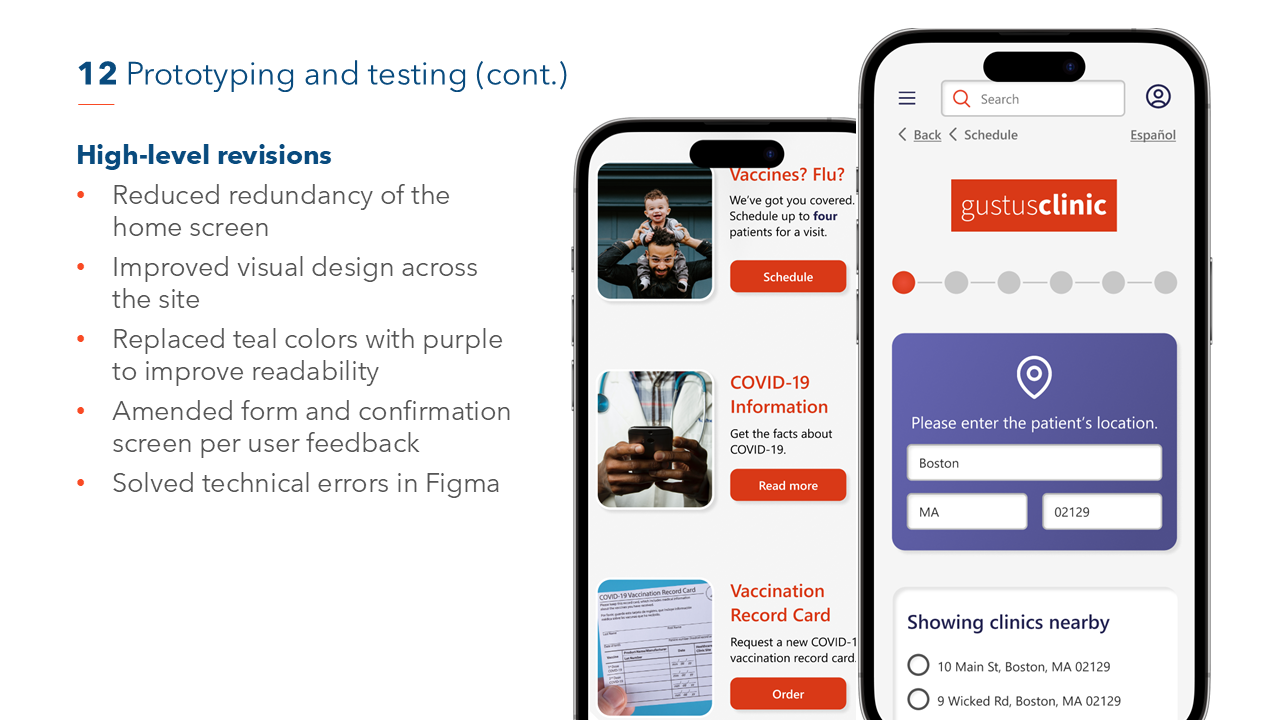 12 Prototyping and testing (cont.)
High-level revisions
• Reduced redundancy of the
home screen
• Improved visual design across
the site
• Replaced teal colors with purple
to improve readability
• Amended form and confirmation
screen per user feedback
• Solved technical errors in Figma
Vaccines? Flu?
We've got you covered.
Schedule up to four
patients for a visit.
Schedule
COVID-19
Information
Get the facts about
COVID-19.
Read more
COVID-19 Vaccination Record Card
Vaccination
Record Card
Request a new COVID-1
vaccination record card.
Order
Search
Back
Schedule
Español
gustusclinic
Please enter the patient's location.
Boston
MA
02129
Showing clinics nearby
10 Main St, Boston, MA 02129
9 Wicked Rd, Boston, MA 02129